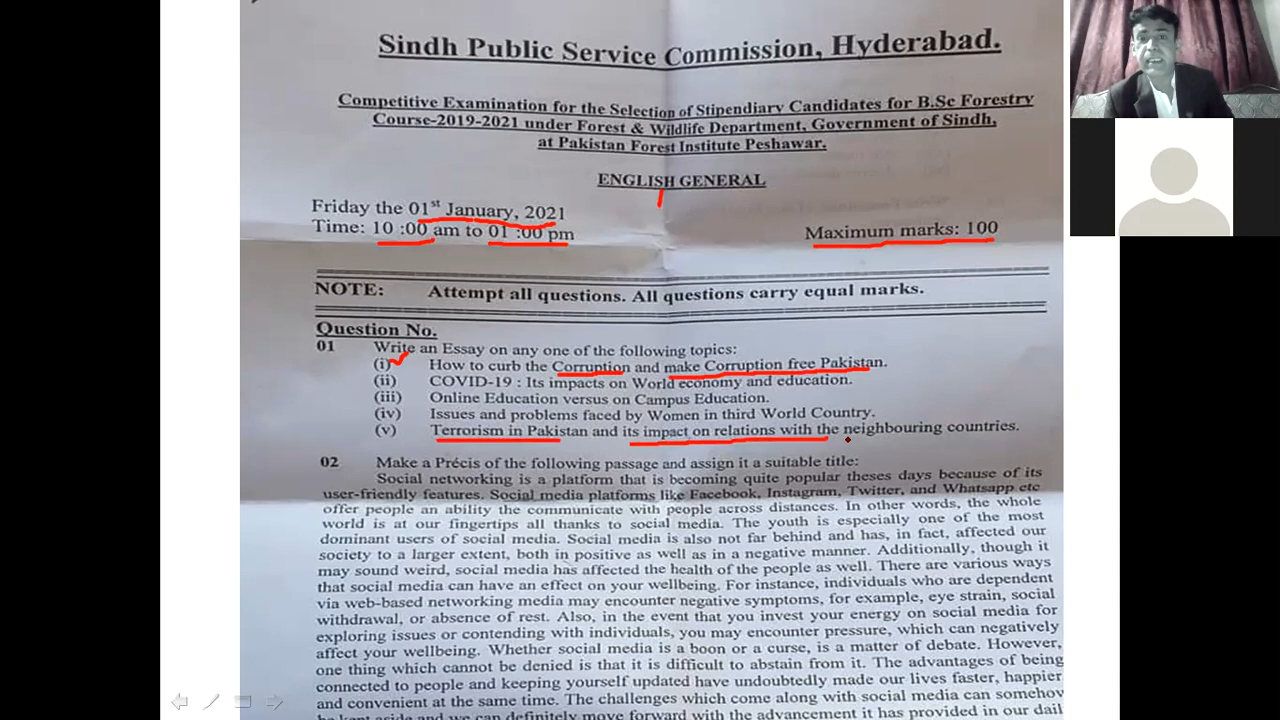 Sindh Public Service Commission, Hyderabad.
Competitive Examination for the Selection of Stipendiary Candidates for B.Sc Forestry
Course-2019-2021 under Forest & Wildlife Department, Government of Sindh,
at Pakistan Forest Institute Peshawar.
ENGLISH GENERAL
Friday the 01st January, 2021
Time: 10 :00 am to 01 :00 pm
Maximum marks: 100
NOTE: Attempt all questions. All questions carry equal marks.
Question No.
01 Write an Essay on any one of the following topics:
(i) How to curb the Corruption and make Corruption free Pakistan.
(ii) COVID-19 : Its impacts on World economy and education.
(iii) Online Education versus on Campus Education.
(iv) Issues and problems faced by Women in third World Country.
(v) Terrorism in Pakistan and its impact on relations with the neighbouring countries.
02 Make a Précis of the following passage and assign it a suitable title:
Social networking is a platform that is becoming quite popular theses days because of its
user-friendly features. Social media platforms like Facebook, Instagram, Twitter, and Whatsapp etc
offer people an ability the communicate with people across distances. In other words, the whole
world is at our fingertips all thanks to social media. The youth is especially one of the most
dominant users of social media. Social media is also not far behind and has, in fact, affected our
society to a larger extent, both in positive as well as in a negative manner. Additionally, though it
may sound weird, social media has affected the health of the people as well. There are various ways
that social media can have an effect on your wellbeing. For instance, individuals who are dependent
via web-based networking media may encounter negative symptoms, for example, eye strain, social
withdrawal, or absence of rest. Also, in the event that you invest your energy on social media for
exploring issues or contending with individuals, you may encounter pressure, which can negatively
affect your wellbeing. Whether social media is a boon or a curse, is a matter of debate. However,
one thing which cannot be denied is that it is difficult to abstain from it. The advantages of being
connected to people and keeping yourself updated have undoubtedly made our lives faster, happier
and convenient at the same time. The challenges which come along with social media can somehov
be kept aside and we can definitely move forward with the advancement it has provided in our dail